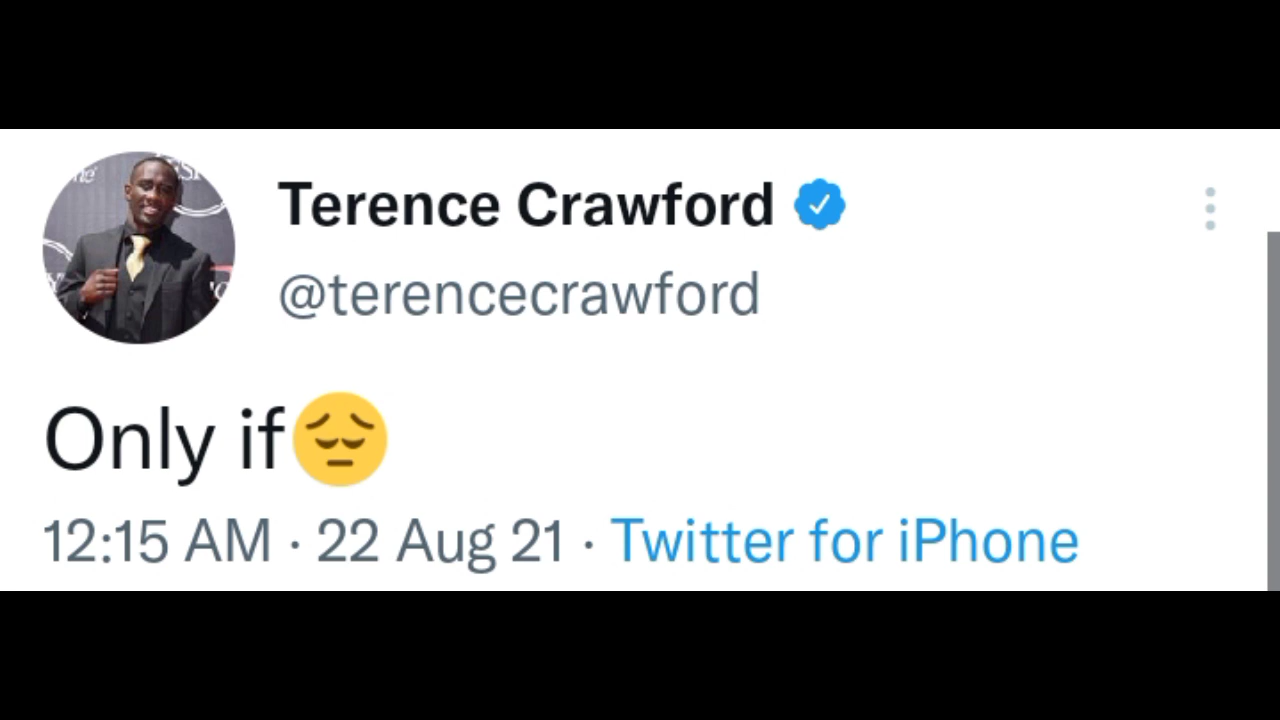 Terence Crawford
@terencecrawford
Only if😔
12:15 AM · 22 Aug 21 · Twitter for iPhone